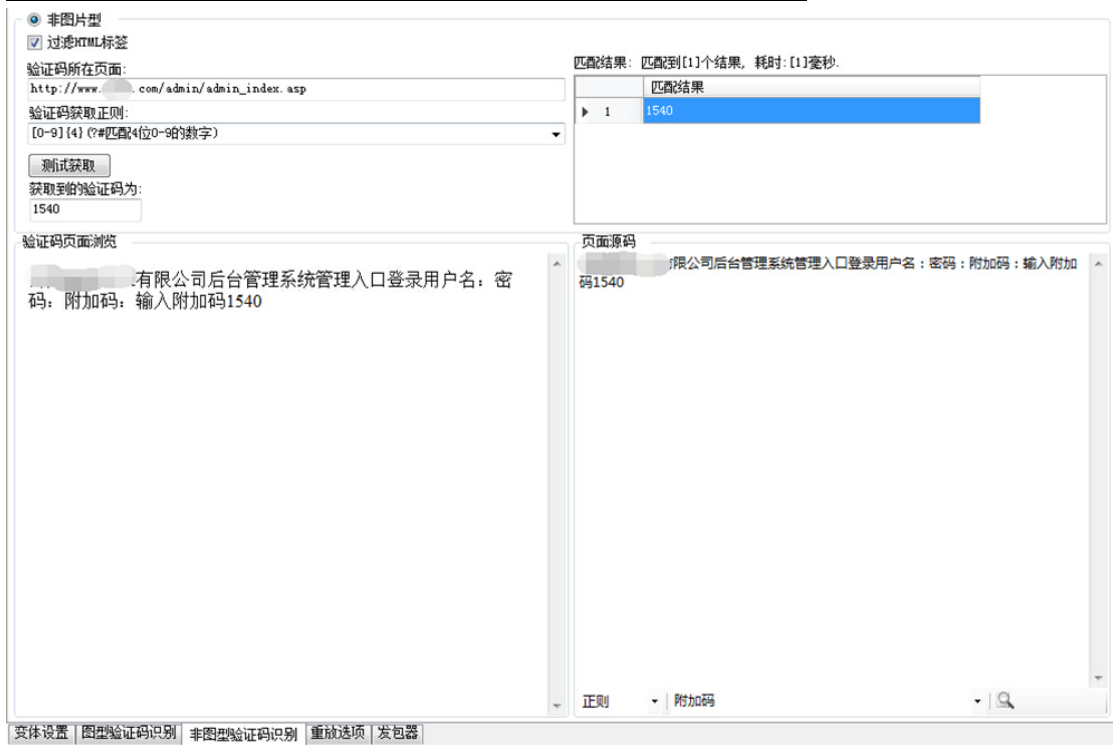 非图片型
过滤HTML标签
验证码所在页面:
http://www. .com/admin/admin_index.asp
验证码获取正则:
[0-9]{4}(?#匹配4位0-9的数字)
测试获取
获取到的验证码为:
1540
匹配结果: 匹配到[1]个结果, 耗时:[1]毫秒.
匹配结果
1 1540
验证码页面浏览
有限公司后台管理系统管理入口登录用户名：密
码：附加码：输入附加码1540
页面源码
有限公司后台管理系统管理入口登录用户名：密码：附加码：输入附加
码1540
正则 附加码
变体设置 图型验证码识别 非图型验证码识别 重放选项 发包器